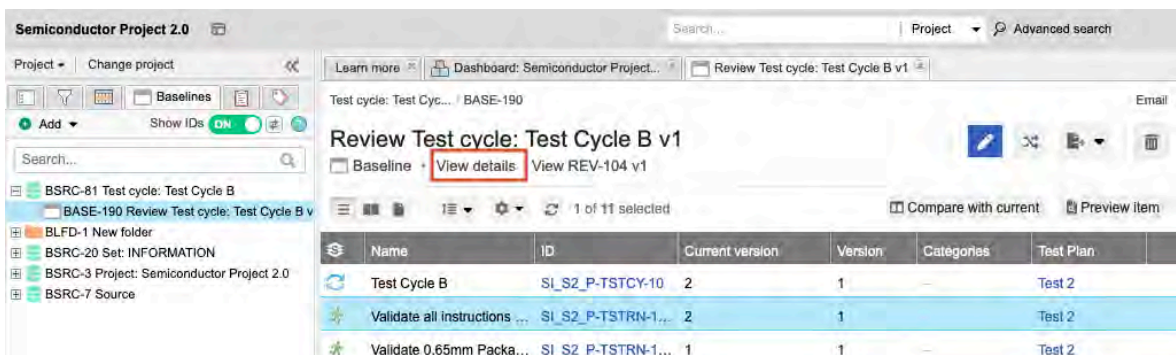 Semiconductor Project 2.0
Search... Project Advanced search
Project Change project
Learn more Dashboard: Semiconductor Project... Review Test cycle: Test Cycle B v1
Baselines
Test cycle: Test Cyc... / BASE-190 Email
Add Show IDs ON
Review Test cycle: Test Cycle B v1
Search...
Baseline • View details View REV-104 v1
BSRC-81 Test cycle: Test Cycle B
BASE-190 Review Test cycle: Test Cycle B v
BLFD-1 New folder
BSRC-20 Set: INFORMATION
BSRC-3 Project: Semiconductor Project 2.0
BSRC-7 Source
1 of 11 selected Compare with current Preview item
Name ID Current version Version Categories Test Plan
Test Cycle B SI_S2_P-TSTCY-10 2 1 – Test 2
Validate all instructions ... SI_S2_P-TSTRN-1... 2 1 Test 2
Validate 0.65mm Packa... SI_S2_P-TSTRN-1... 1 1 – Test 2